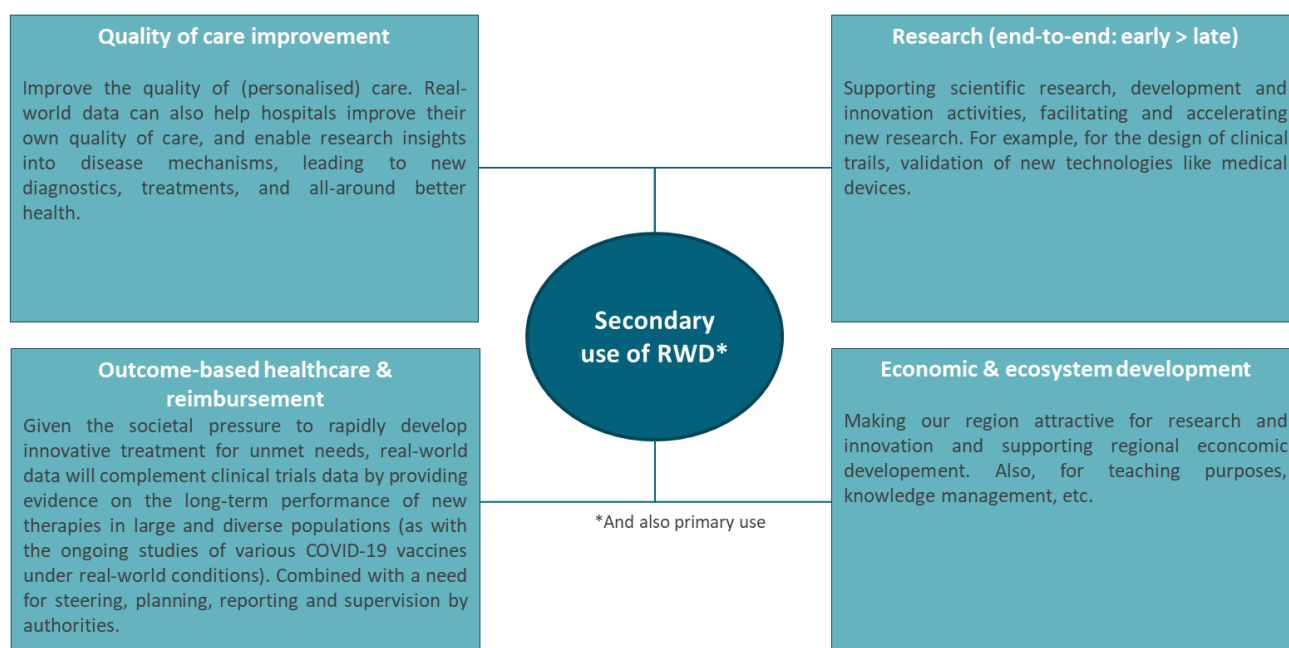 Quality of care improvement
Improve the quality of (personalised) care. Real-
world data can also help hospitals improve their
own quality of care, and enable research insights
into disease mechanisms, leading to new
diagnostics, treatments, and all-around better
health.
Research (end-to-end: early > late)
Supporting scientific research, development and
innovation activities, facilitating and accelerating
new research. For example, for the design of clinical
trails, validation of new technologies like medical
devices.
Secondary
use of RWD*
Outcome-based healthcare &
reimbursement
Given the societal pressure to rapidly develop
innovative treatment for unmet needs, real-world
data will complement clinical trials data by providing
evidence on the long-term performance of new
therapies in large and diverse populations (as with
the ongoing studies of various COVID-19 vaccines
under real-world conditions). Combined with a need
for steering, planning, reporting and supervision by
authorities.
Economic & ecosystem development
Making our region attractive for research and
innovation and supporting regional econcomic
developement. Also, for teaching purposes,
knowledge management, etc.
*And also primary use